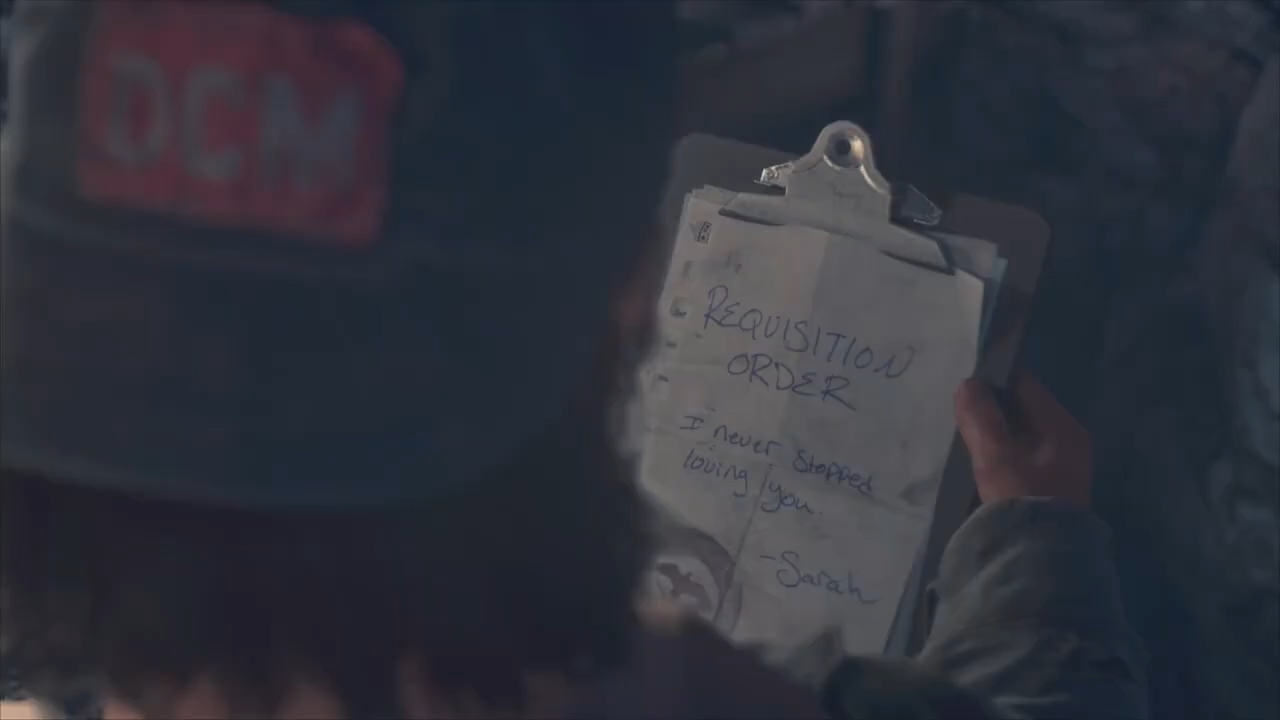 DCM
REQUISITION
ORDER
I never stopped
loving you.
-Sarah